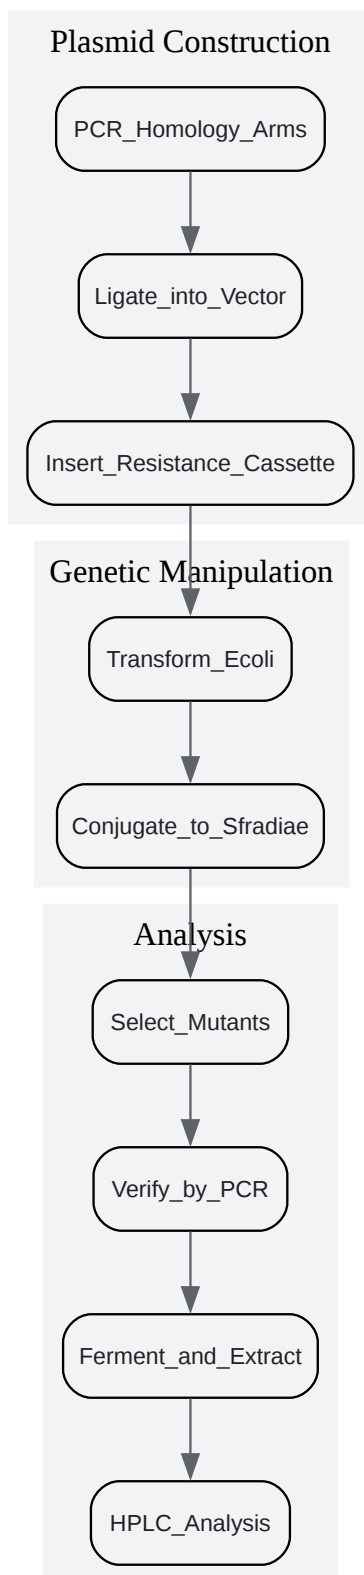 Plasmid Construction
PCR_Homology_Arms
Ligate_into_Vector
Insert_Resistance_Cassette
Genetic Manipulation
Transform_Ecoli
Conjugate_to_Sfradiae
Analysis
Select_Mutants
Verify_by_PCR
Ferment_and_Extract
HPLC_Analysis